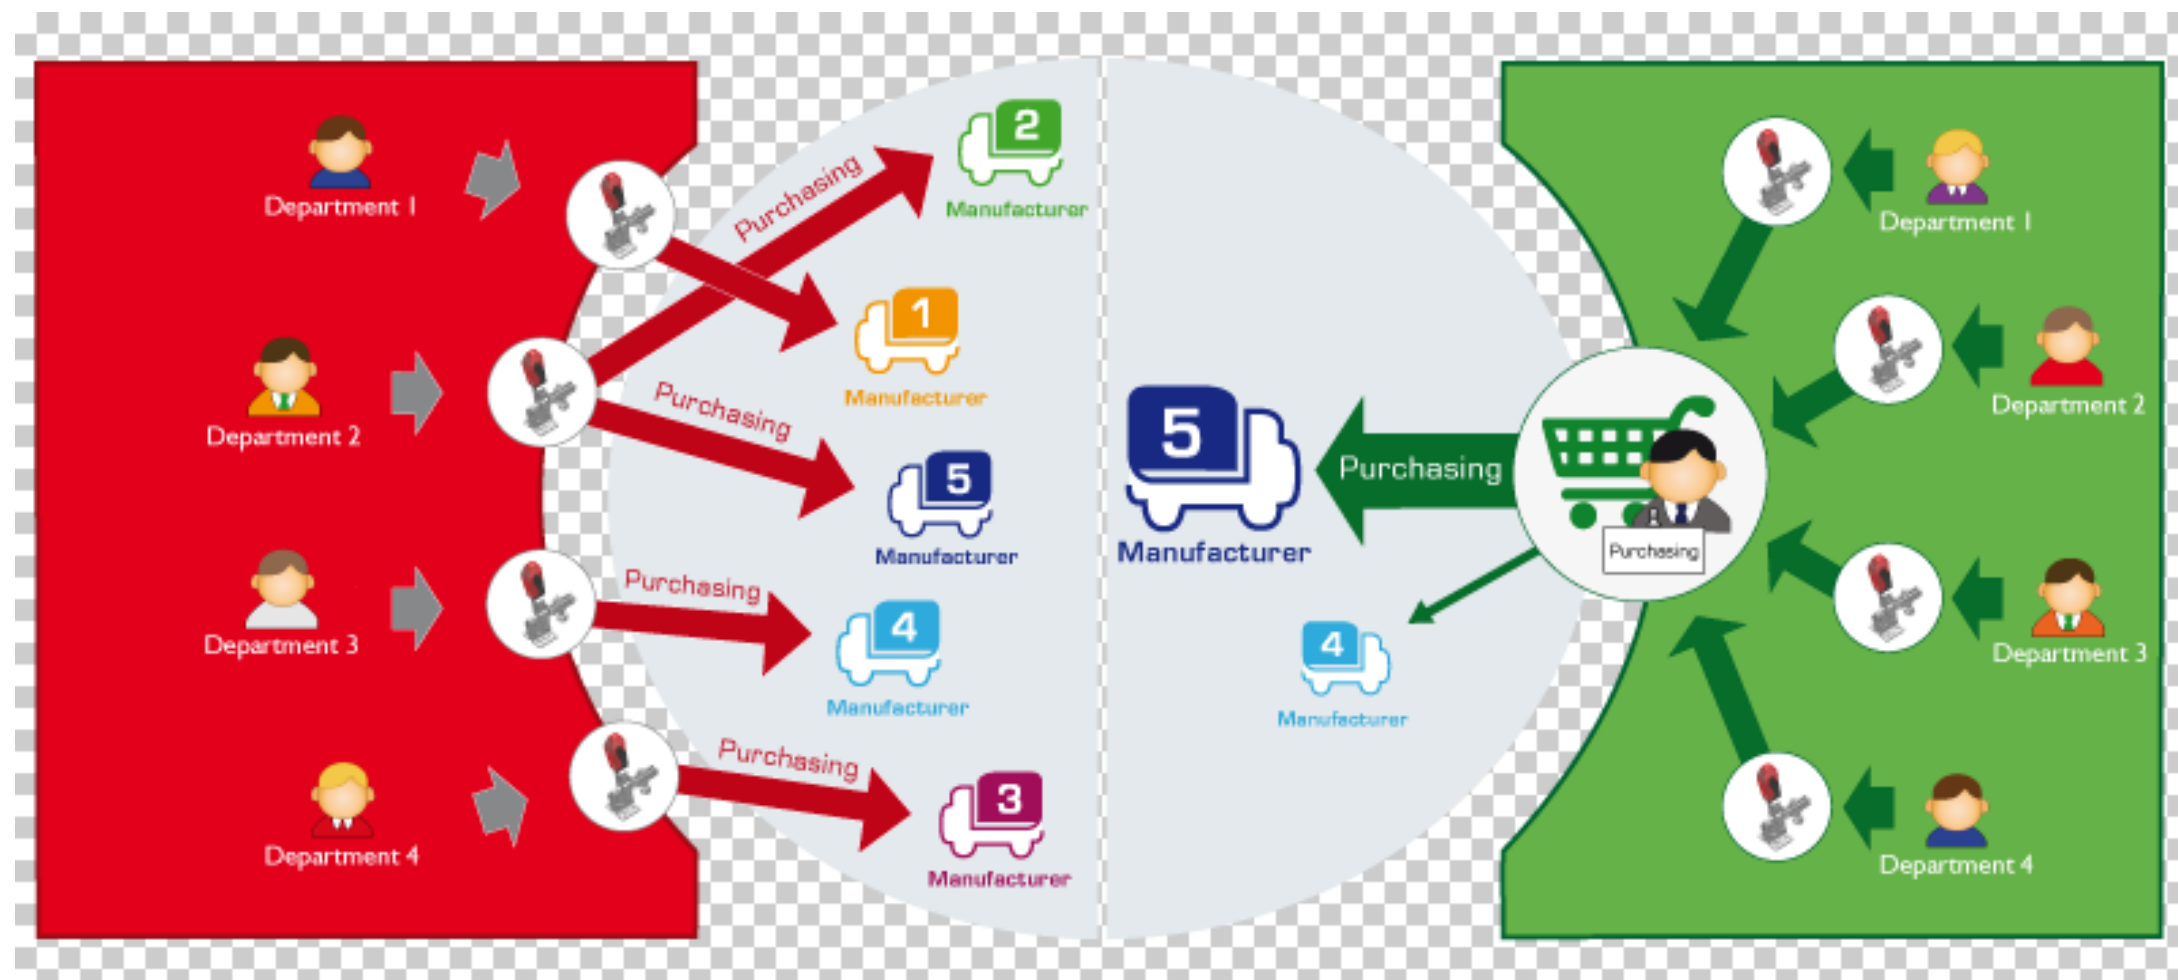 Department 1
Department 2
Department 3
Department 4
Purchasing
2
Manufacturer
1
Manufacturer
Purchasing
5
Manufacturer
Purchasing
4
Manufacturer
Purchasing
3
Manufacturer
5
Manufacturer
Purchasing
4
Manufacturer
Purchasing
Department 1
Department 2
Department 3
Department 4